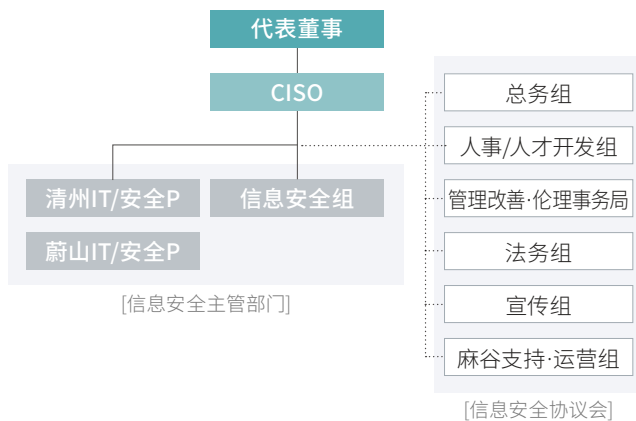 代表董事
CISO
清州IT/安全P
信息安全组
蔚山IT/安全P
[信息安全主管部门]
总务组
人事/人才开发组
管理改善·伦理事务局
法务组
宣传组
麻谷支持·运营组
[信息安全协议会]